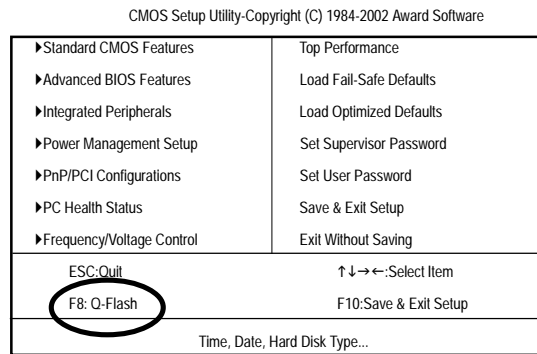 CMOS Setup Utility-Copyright (C) 1984-2002 Award Software
▶Standard CMOS Features
▶Advanced BIOS Features
▶Integrated Peripherals
▶Power Management Setup
▶PnP/PCI Configurations
▶PC Health Status
▶Frequency/Voltage Control
Top Performance
Load Fail-Safe Defaults
Load Optimized Defaults
Set Supervisor Password
Set User Password
Save & Exit Setup
Exit Without Saving
ESC:Quit
↑↓→←:Select Item
F8: Q-Flash
F10:Save & Exit Setup
Time, Date, Hard Disk Type...